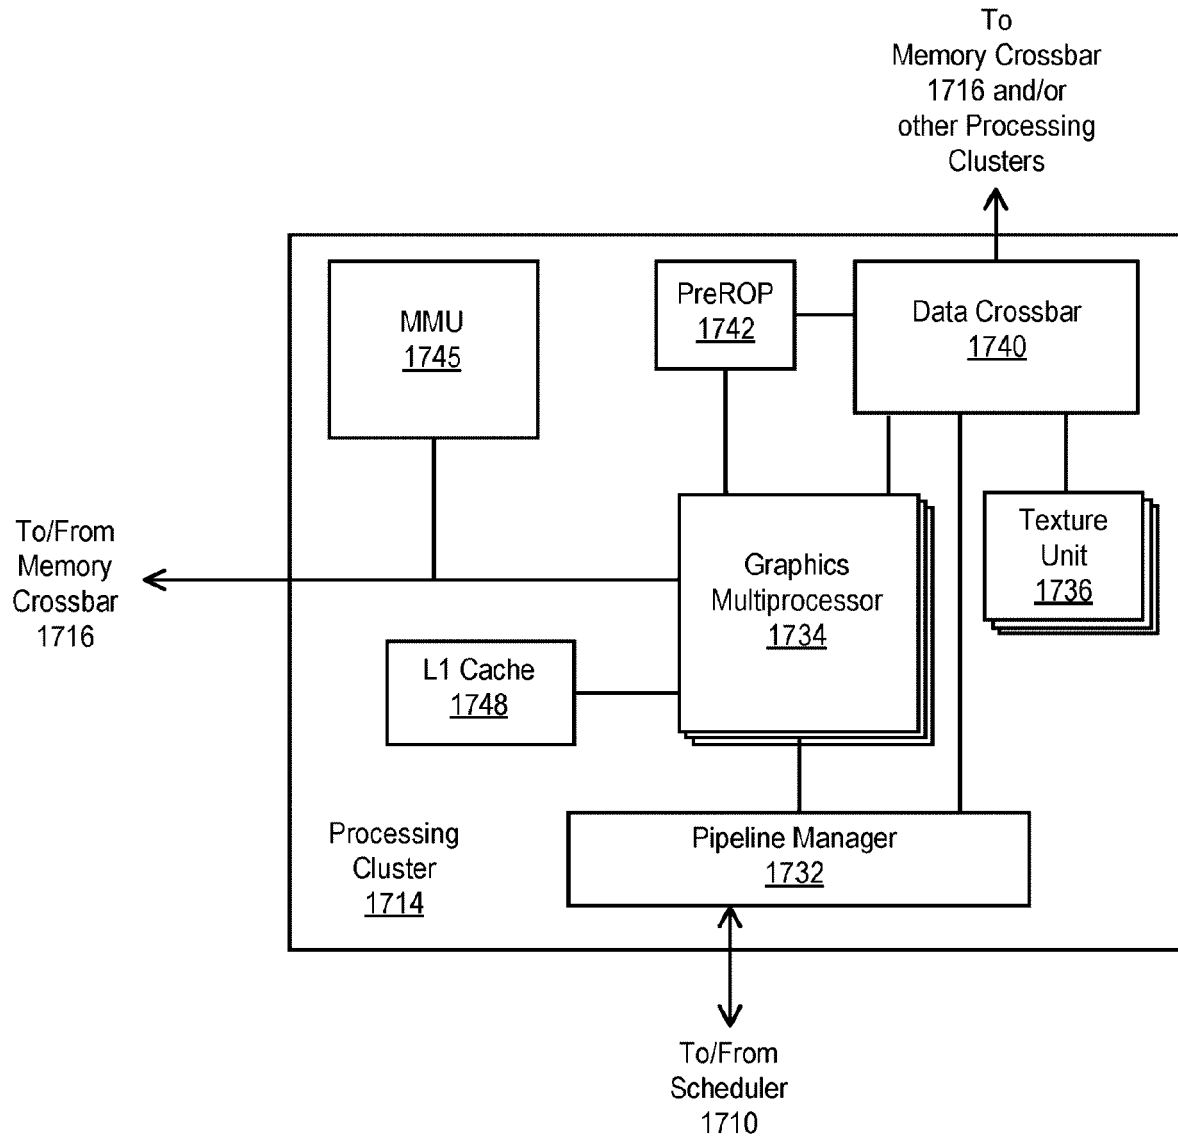 To
Memory Crossbar
1716 and/or
other Processing
Clusters
MMU
1745
PreROP
1742
Data Crossbar
1740
To/From
Memory
Crossbar
1716
Graphics
Multiprocessor
1734
Texture
Unit
1736
L1 Cache
1748
Processing
Cluster
1714
Pipeline Manager
1732
To/From
Scheduler
1710